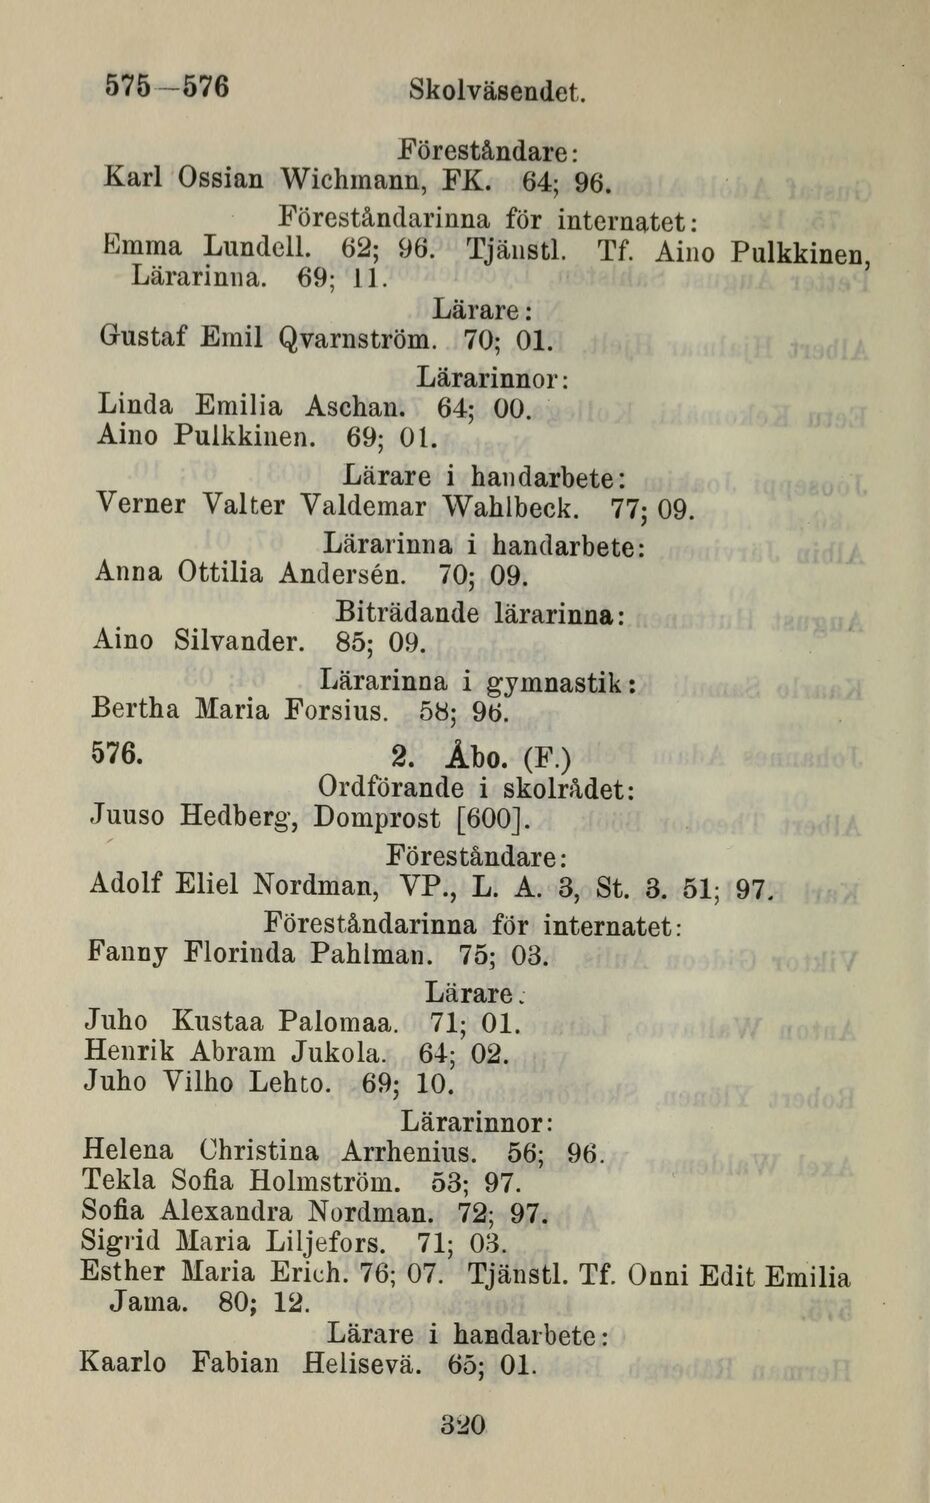 575—576 Skolväsendet.
Föreståndare:
Karl Ossian Wichmann, FK. 64; 96.
Föreståndarinna för internatet:
Emma Lundell. 62; 96. Tjänstl. Tf. Aino Pulkkinen,
Lärarinna. 69; 11.
Lärare:
Gustaf Emil Qvarnström. 70; 01.
Lärarinnor:
Linda Emilia Aschan. 64; 00.
Aino Pulkkinen. 69; 01.
Lärare i handarbete:
Verner Valter Valdemar Wahlbeck. 77; 09.
Lärarinna i handarbete:
Anna Ottilia Andersén. 70; 09.
Biträdande lärarinna:
Aino Silvander. 85; 09.
Lärarinna i gymnastik:
Bertha Maria Forsius. 58; 96.
576. 2. Åbo. (F.)
Ordförande i skolrådet:
Juuso Hedberg, Domprost [600].
Föreståndare:
Adolf Eliel Nordman, VP., L. A. 3, St. 3. 51; 97.
Föreståndarinna för internatet:
Fanny Florinda Pahlman. 75; 03.
Lärare:
Juho Kustaa Palomaa. 71; 01.
Henrik Abram Jukola. 64; 02.
Juho Vilho Lehto. 69; 10.
Lärarinnor:
Helena Christina Arrhenius. 56; 96.
Tekla Sofia Holmström. 53; 97.
Sofia Alexandra Nordman. 72; 97.
Sigrid Maria Liljefors. 71; 03.
Esther Maria Erich. 76; 07. Tjänstl. Tf. Onni Edit Emilia
Jama. 80; 12.
Lärare i handarbete:
Kaarlo Fabian Helisevä. 65; 01.
320